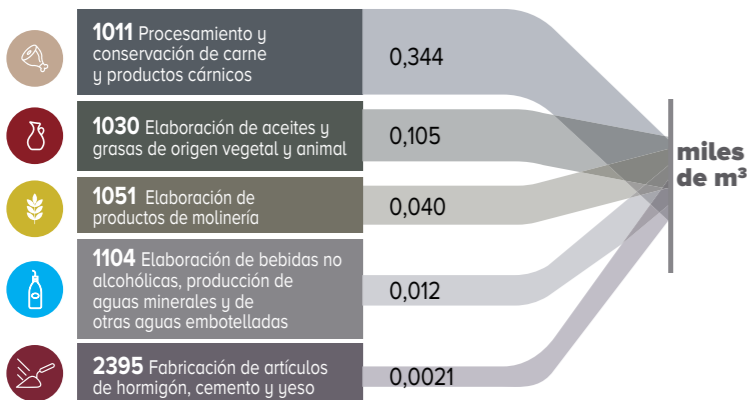 1011 Procesamiento y
conservación de carne
y productos cárnicos
0,344
1030 Elaboración de aceites y
grasas de origen vegetal y animal
0,105
1051 Elaboración de
productos de molinería
0,040
1104 Elaboración de bebidas no
alcohólicas, producción de
aguas minerales y de
otras aguas embotelladas
0,012
2395 Fabricación de artículos
de hormigón, cemento y yeso
0,0021
miles
de m³